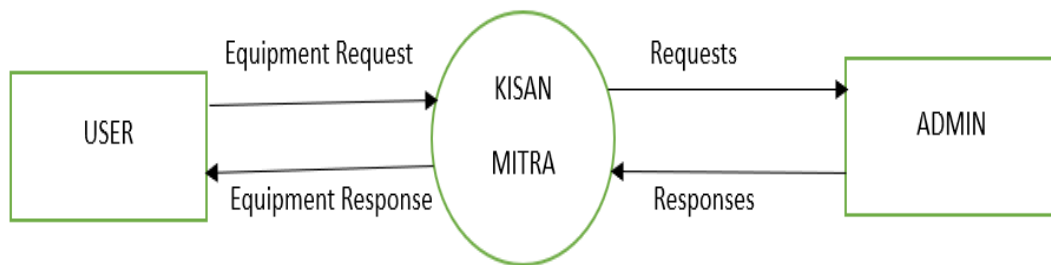 Equipment Request
Requests
USER
KISAN
MITRA
ADMIN
Equipment Response
Responses